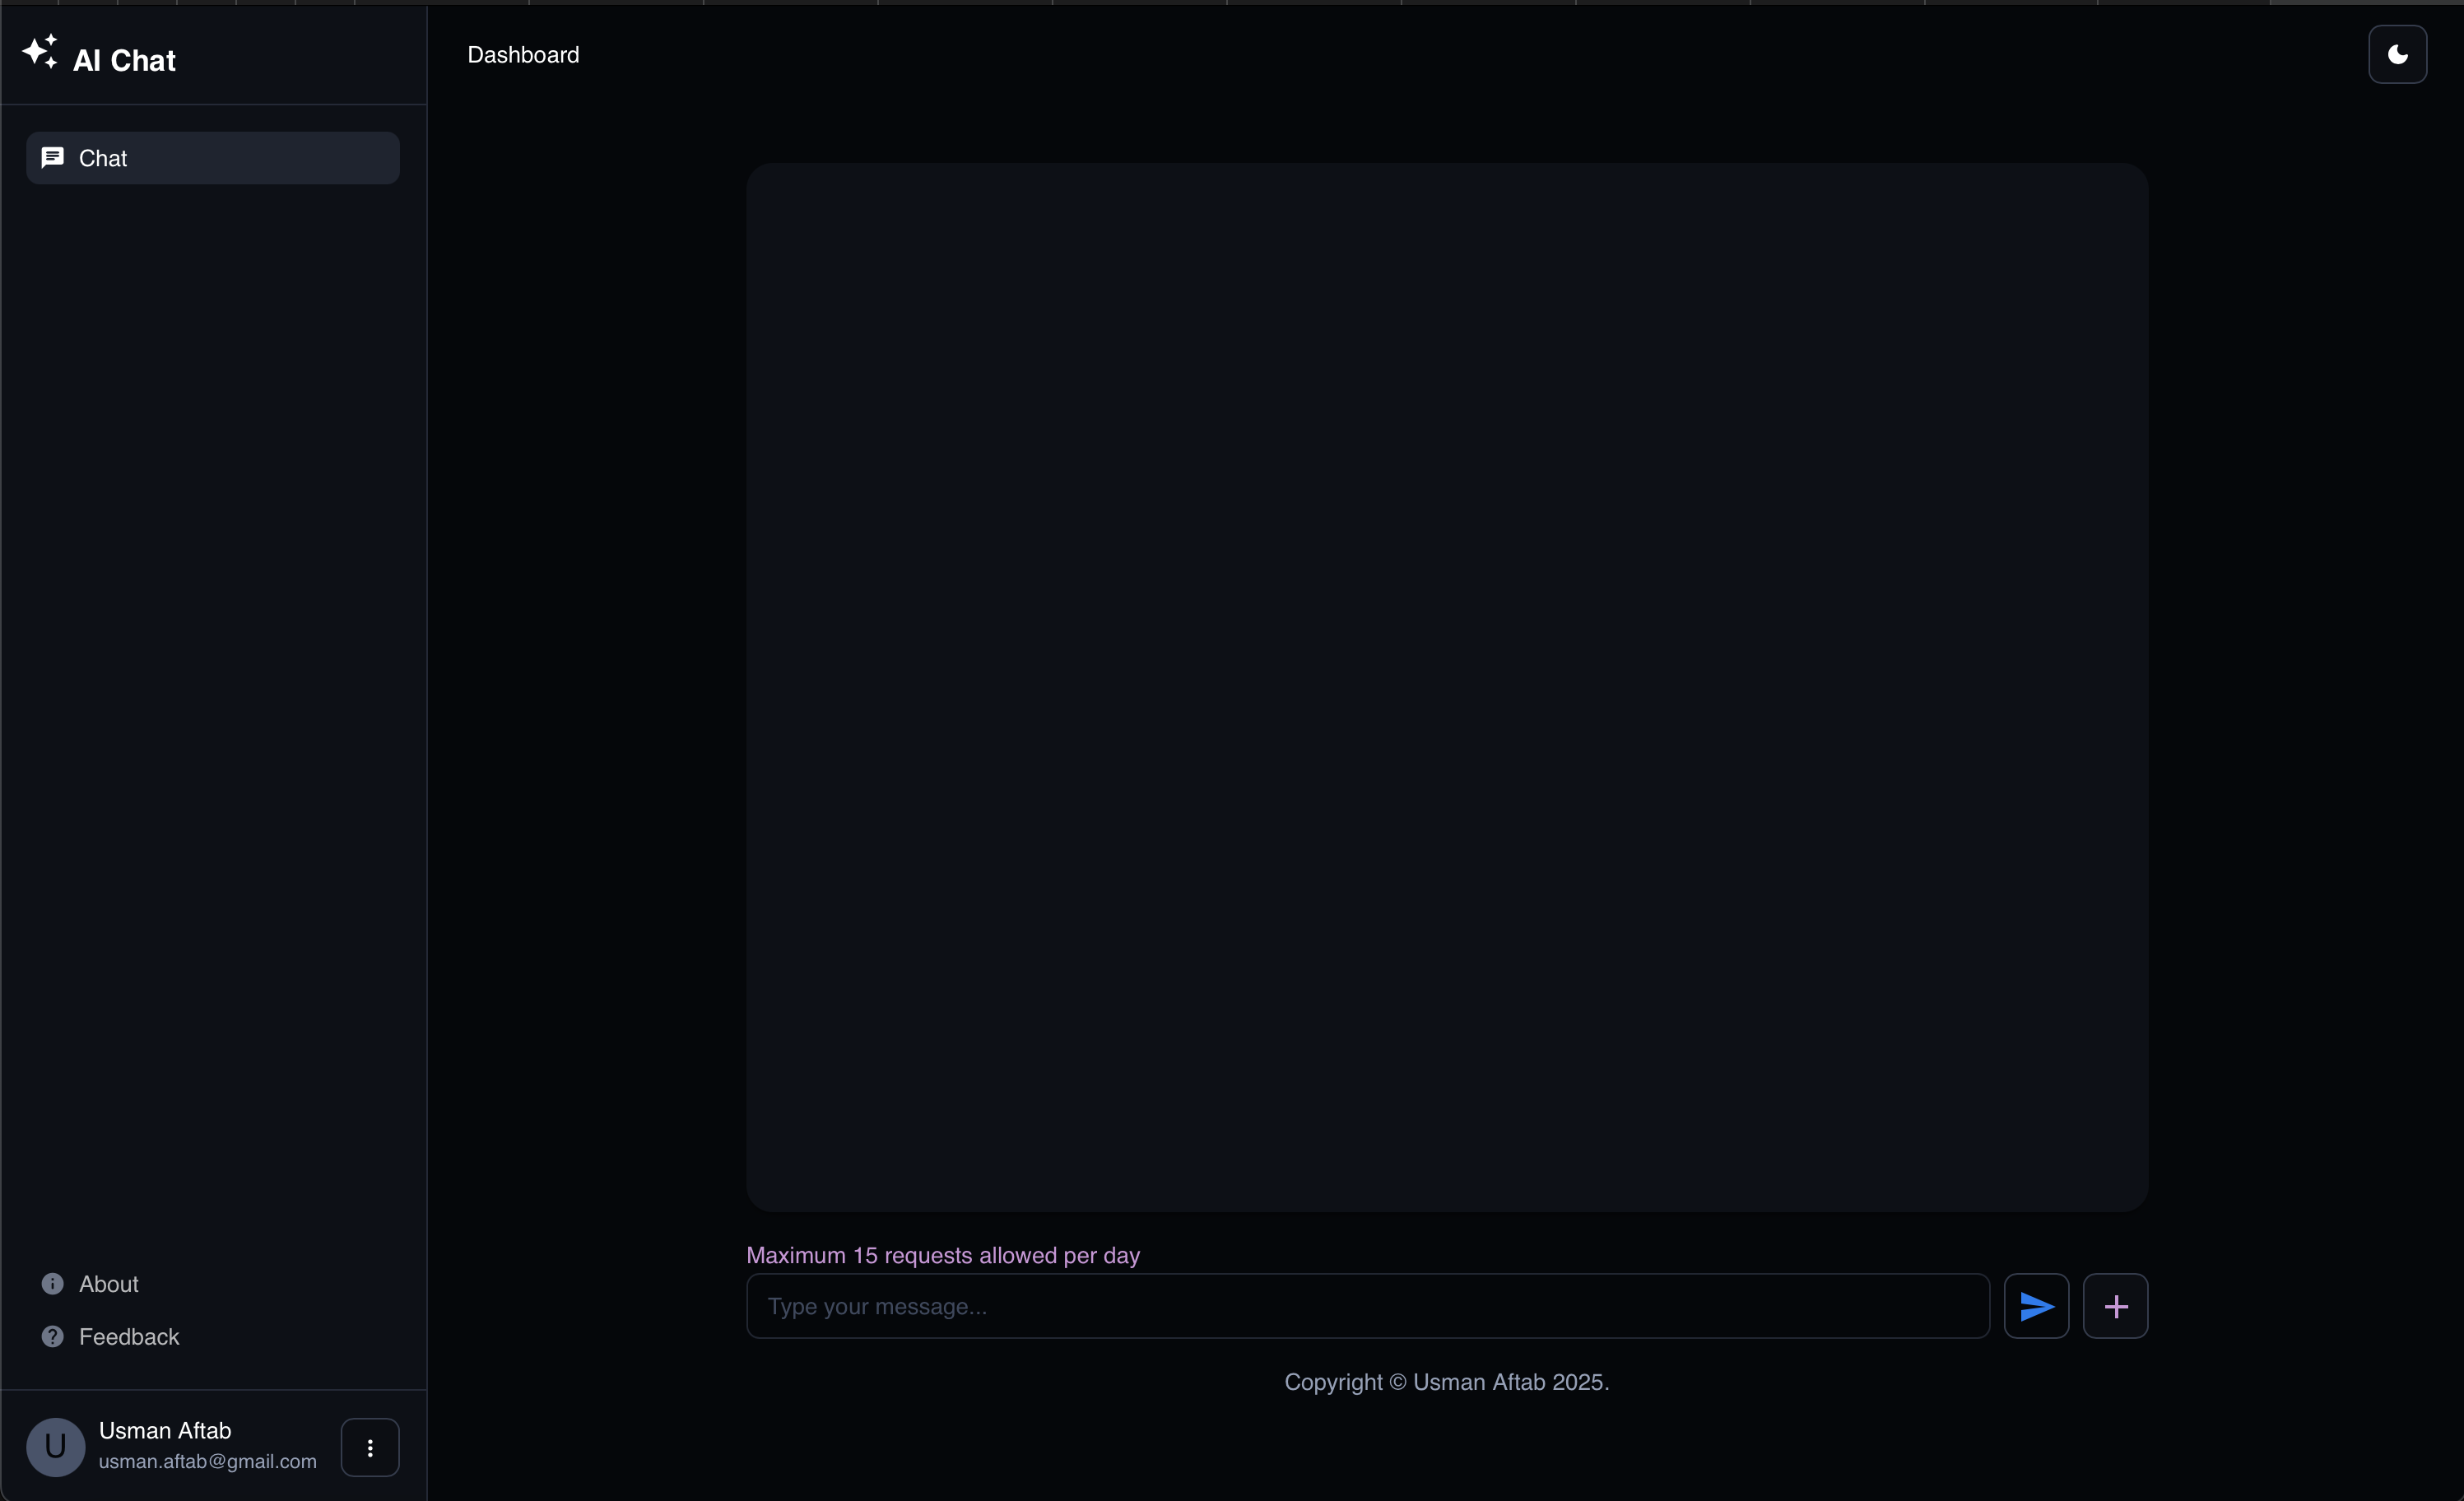 AI Chat
Dashboard
Chat
Maximum 15 requests allowed per day
Type your message...
About
Feedback
Copyright © Usman Aftab 2025.
U
Usman Aftab
usman.aftab@gmail.com